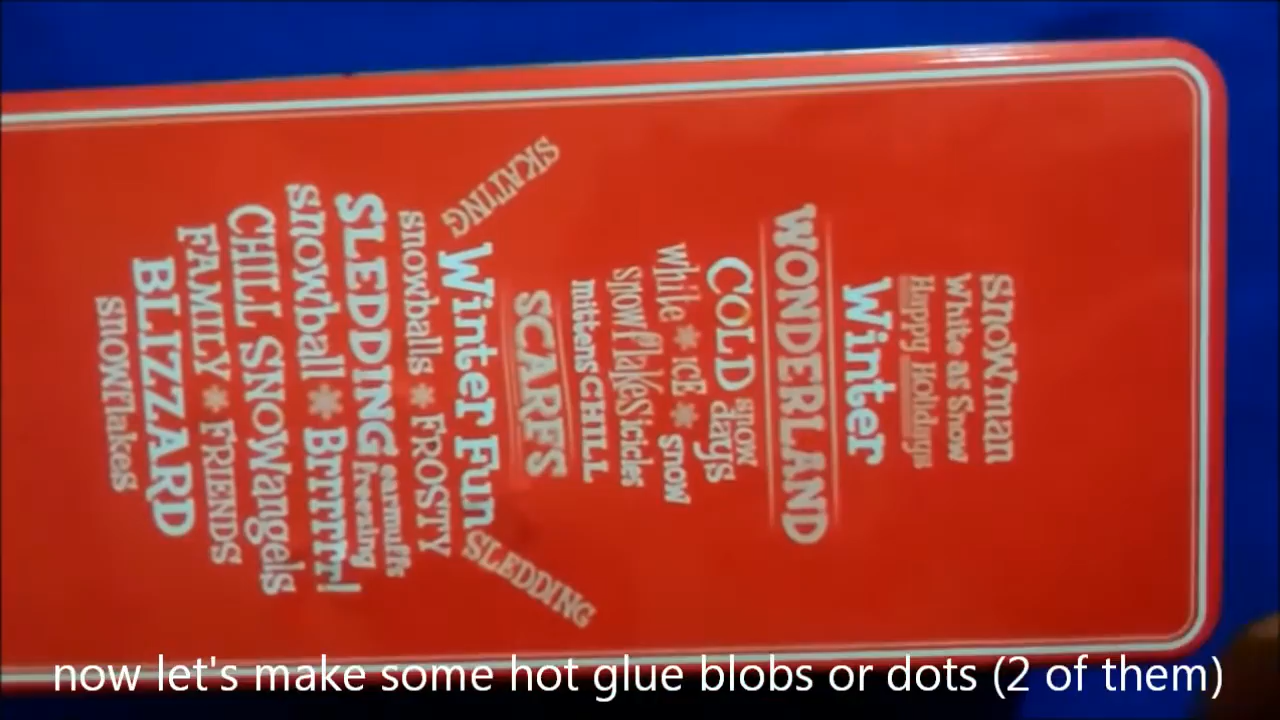 snowman
White as Snow
Happy Holidays
Winter
WONDERLAND
COLD snow days
White * ICE * snow
snowflakes icicles
mittens CHILL
SCARFS
SKATING
Winter Fun
SLEDDING
snowballs * FROSTY
SLEDDING earmuffs freezing
snowball * Brrrrr!
CHILL SNOWangels
FAMILY * FRIENDS
BLIZZARD
snowflakes
now let's make some hot glue blobs or dots (2 of them)